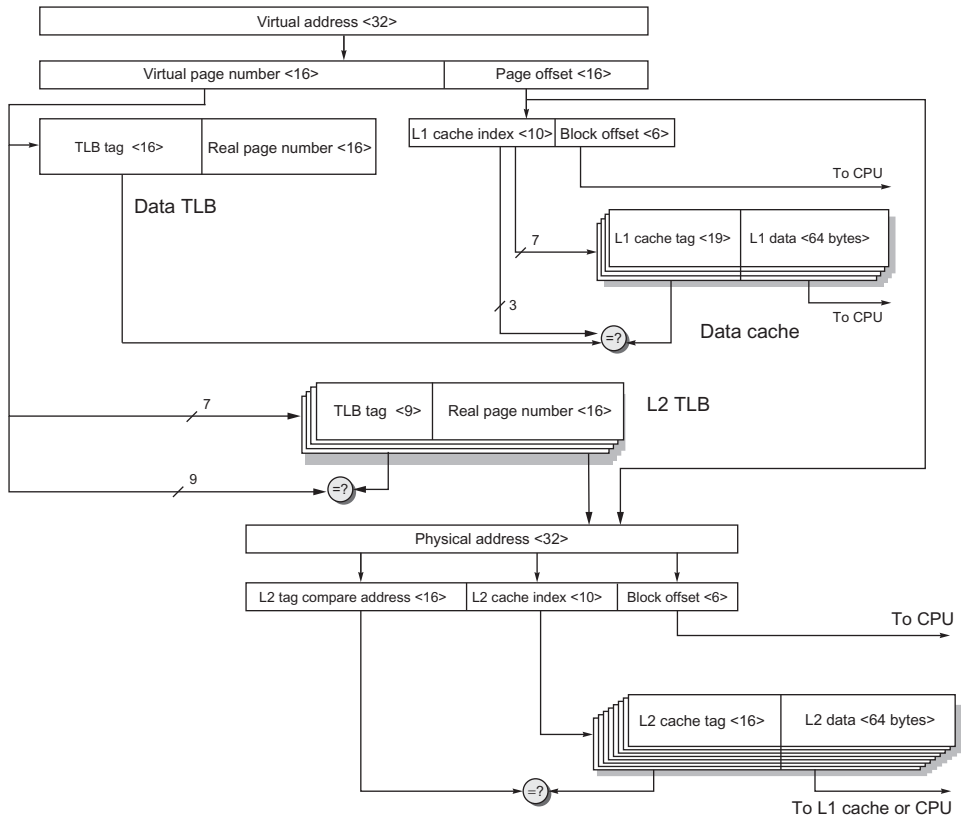 Virtual address <32>
Virtual page number <16> Page offset <16>
TLB tag <16> Real page number <16>
L1 cache index <10> Block offset <6>
To CPU
Data TLB
7
L1 cache tag <19> L1 data <64 bytes>
3
To CPU
=?
Data cache
7
TLB tag <9> Real page number <16>
L2 TLB
9
=?
Physical address <32>
L2 tag compare address <16> L2 cache index <10> Block offset <6>
To CPU
L2 cache tag <16> L2 data <64 bytes>
=?
To L1 cache or CPU